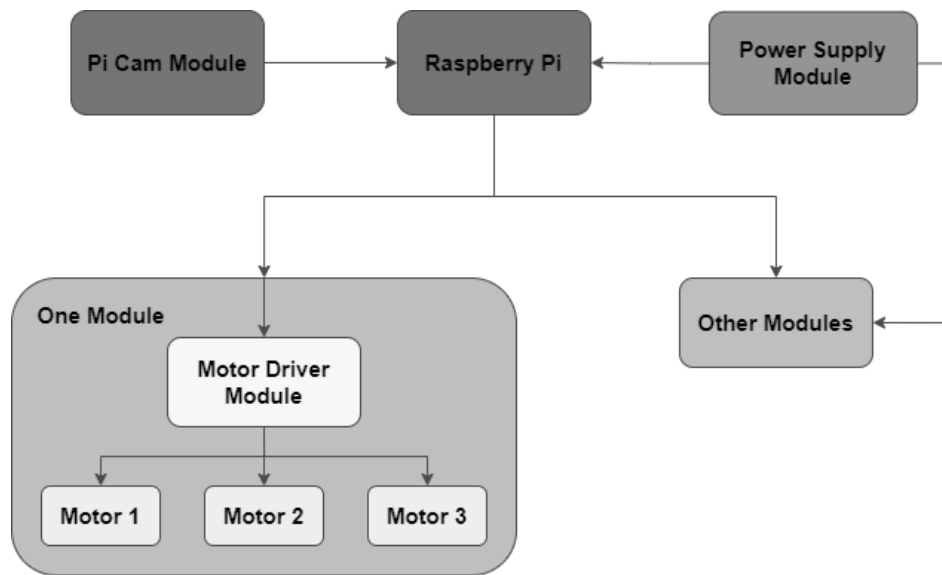 Pi Cam Module
Raspberry Pi
Power Supply
Module
One Module
Other Modules
Motor Driver
Module
Motor 1
Motor 2
Motor 3